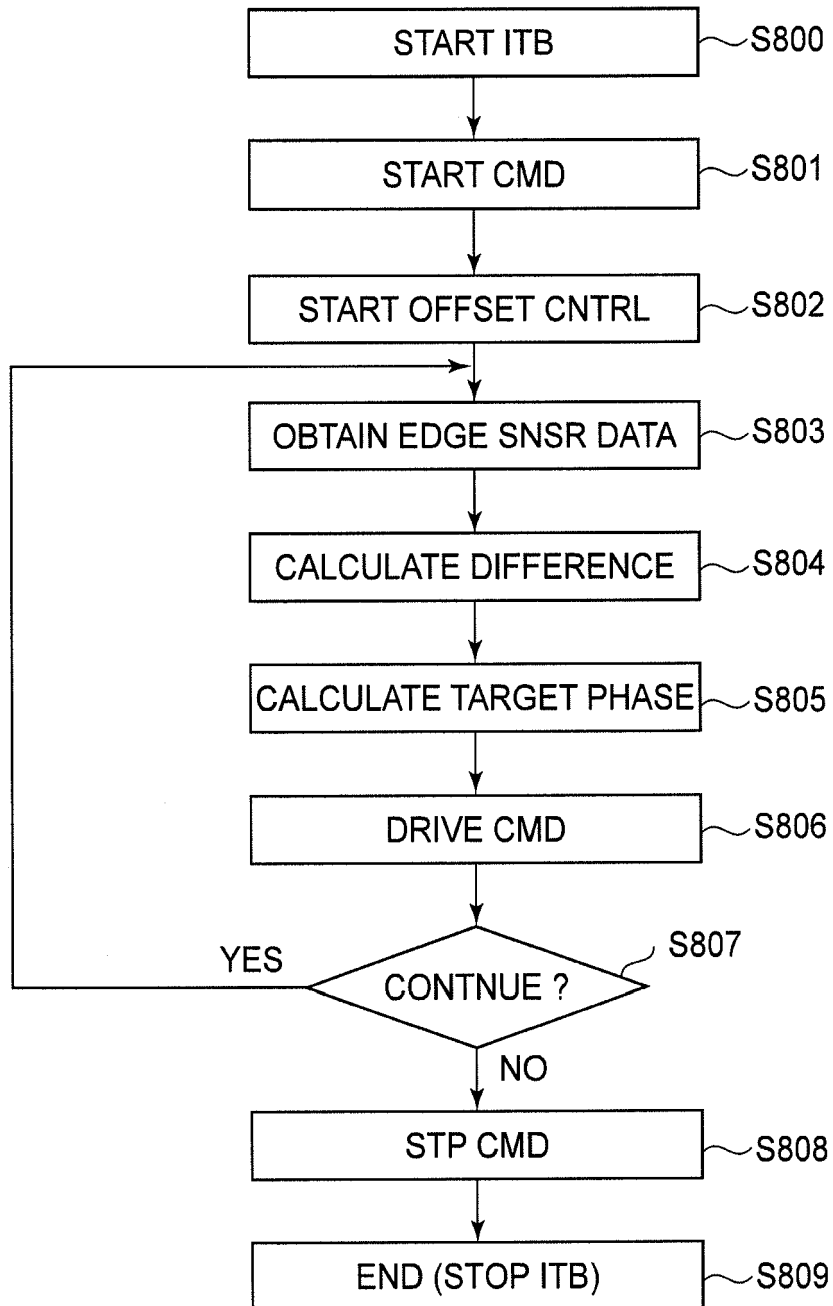 START ITB S800
START CMD S801
START OFFSET CNTRL S802
OBTAIN EDGE SNSR DATA S803
CALCULATE DIFFERENCE S804
CALCULATE TARGET PHASE S805
DRIVE CMD S806
YES CONTNUE ? S807
NO
STP CMD S808
END (STOP ITB) S809